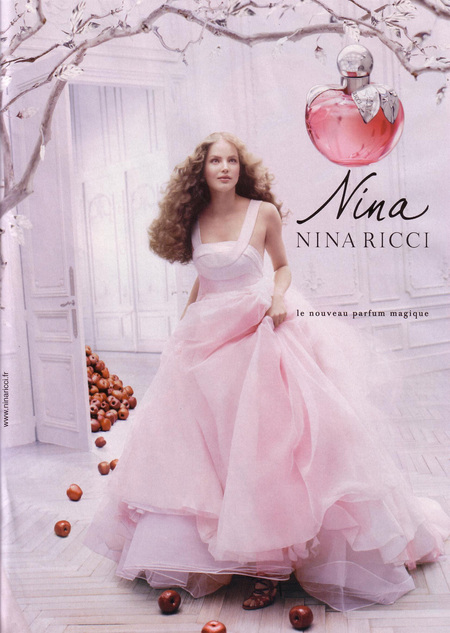 Nina
NINA RICCI
le nouveau parfum magique
www.ninaricci.fr